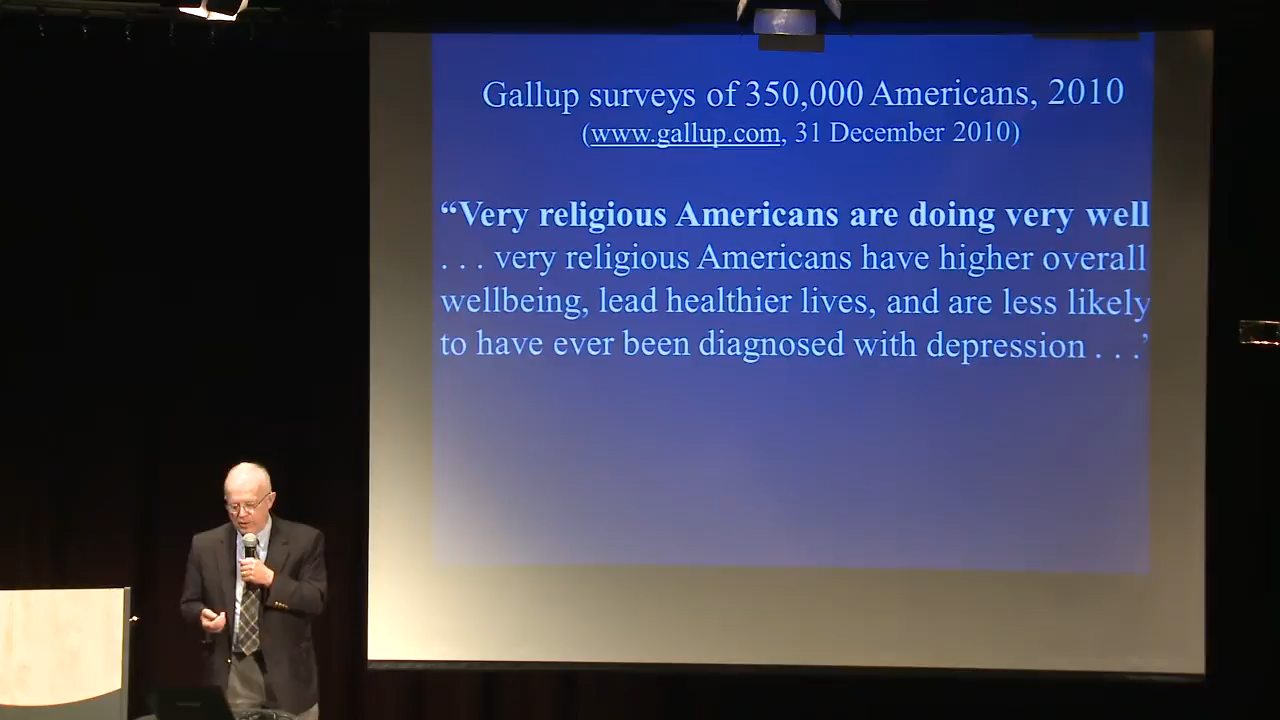 Gallup surveys of 350,000 Americans, 2010
(www.gallup.com, 31 December 2010)
“Very religious Americans are doing very well
. . . very religious Americans have higher overall
wellbeing, lead healthier lives, and are less likely
to have ever been diagnosed with depression . . .’